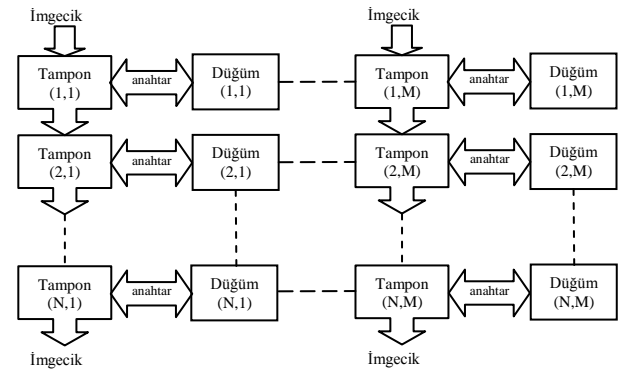 İmgecik
İmgecik
Tampon
(1,1)
anahtar
Düğüm
(1,1)
Tampon
(1,M)
anahtar
Düğüm
(1,M)
Tampon
(2,1)
anahtar
Düğüm
(2,1)
Tampon
(2,M)
anahtar
Düğüm
(2,M)
Tampon
(N,1)
anahtar
Düğüm
(N,1)
Tampon
(N,M)
anahtar
Düğüm
(N,M)
İmgecik
İmgecik